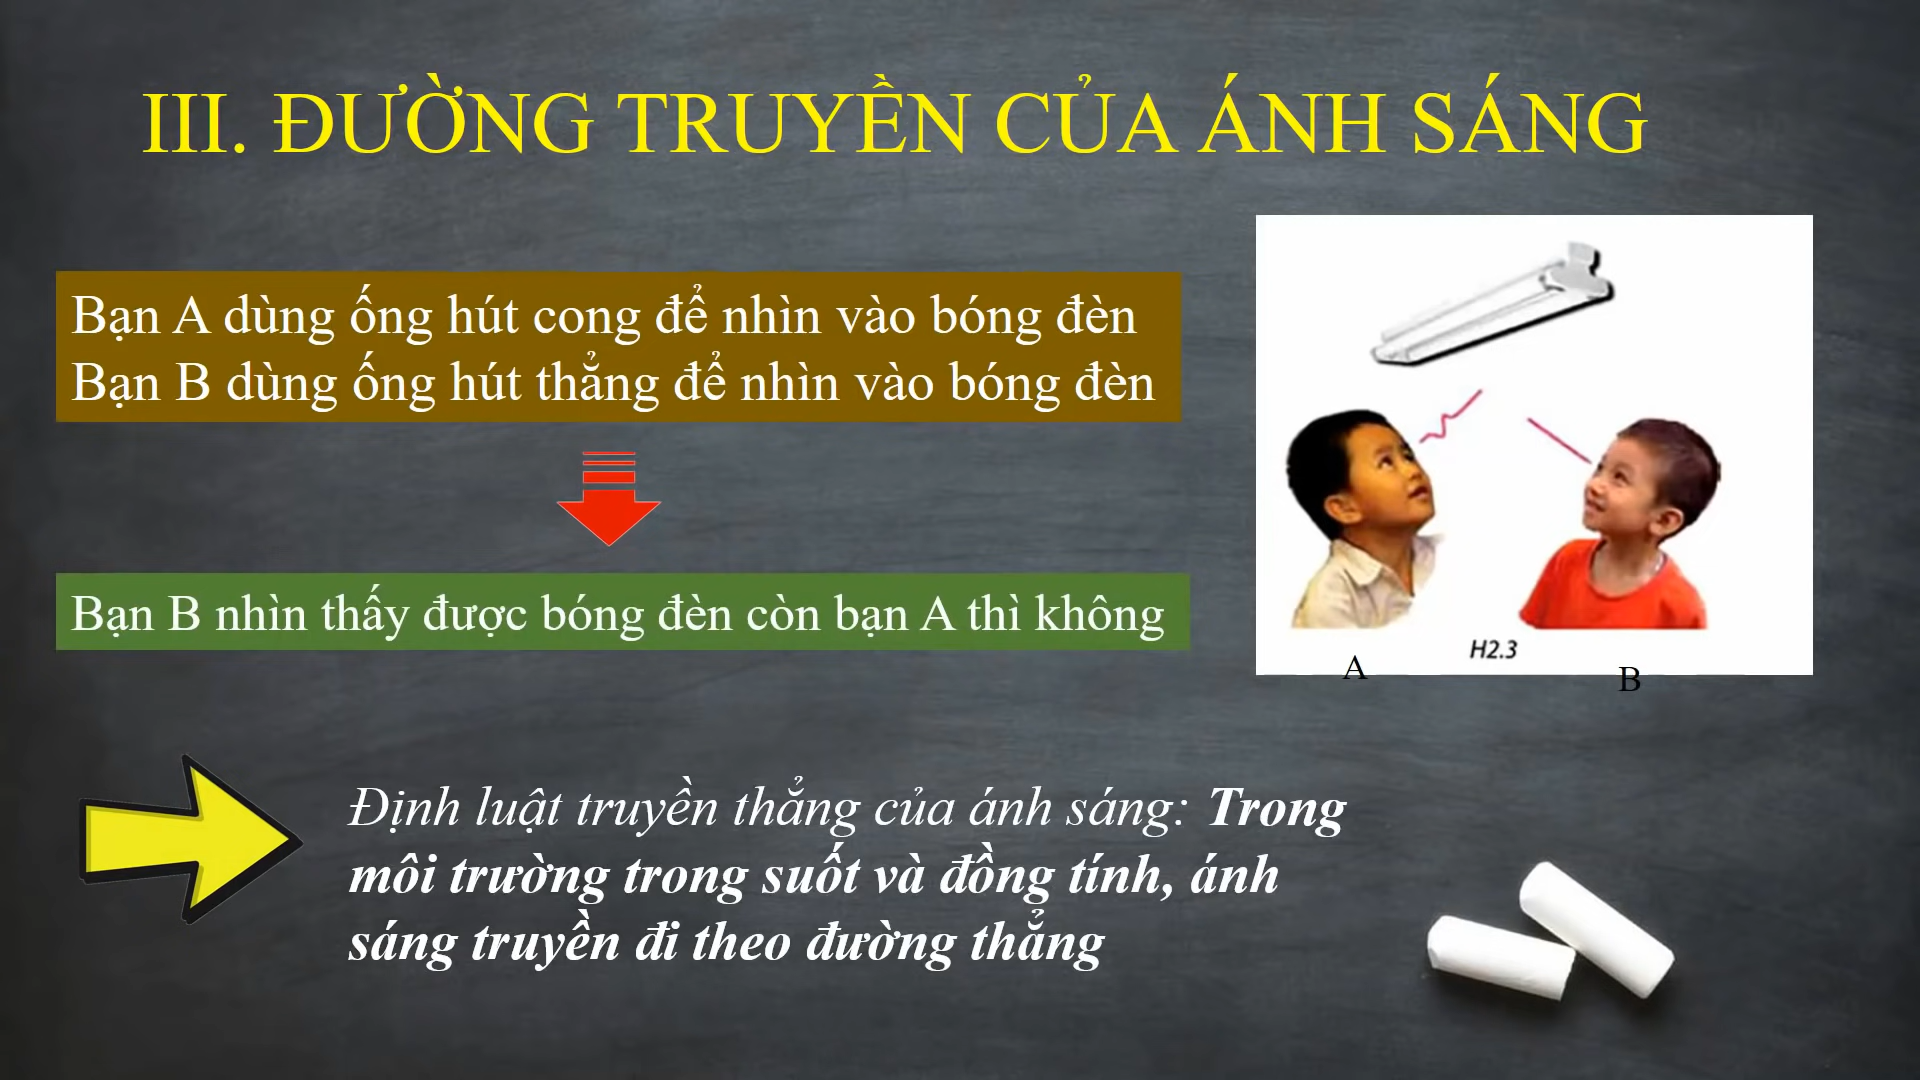 III. ĐƯỜNG TRUYỀN CỦA ÁNH SÁNG
Bạn A dùng ống hút cong để nhìn vào bóng đèn
Bạn B dùng ống hút thẳng để nhìn vào bóng đèn
Bạn B nhìn thấy được bóng đèn còn bạn A thì không
H2.3
A
B
Định luật truyền thẳng của ánh sáng: Trong
môi trường trong suốt và đồng tính, ánh
sáng truyền đi theo đường thẳng